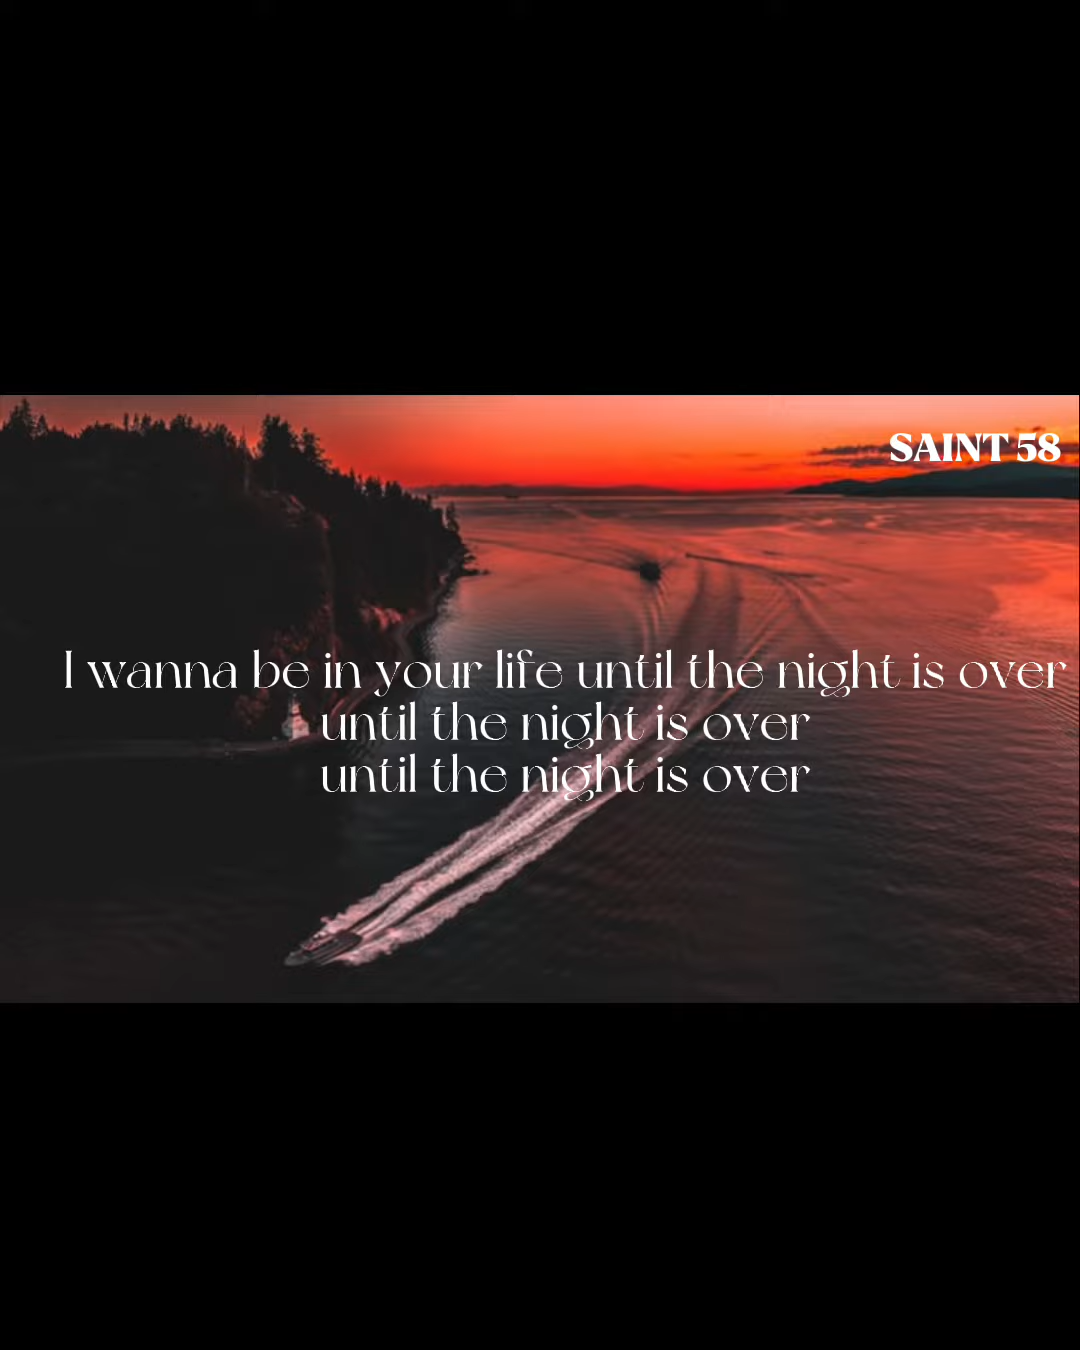 SAINT 58
I wanna be in your life until the night is over
until the night is over
until the night is over